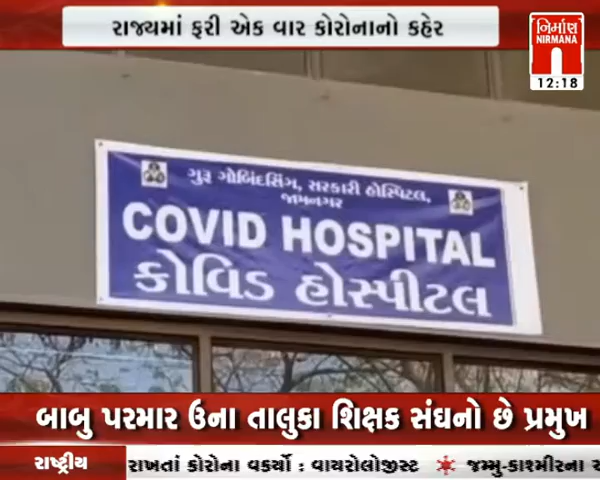 રાજ્યમાં ફરી એક વાર કોરોનાનો કહેર
निर्माण
NIRMANA
12:18
ગુરૂ ગોબિંદસિંગ, સરકારી હોસ્પિટલ,
જામનગર
COVID HOSPITAL
કોવિડ હોસ્પીટલ
બાબુ પરમાર ઉના તાલુકા શિક્ષક સંઘનો છે પ્રમુખ
રાષ્ટ્રીય
રાખતાં કોરોના વકર્યો : વાયરોલોજીસ્ટ જમ્મુ-કાશ્મીરના